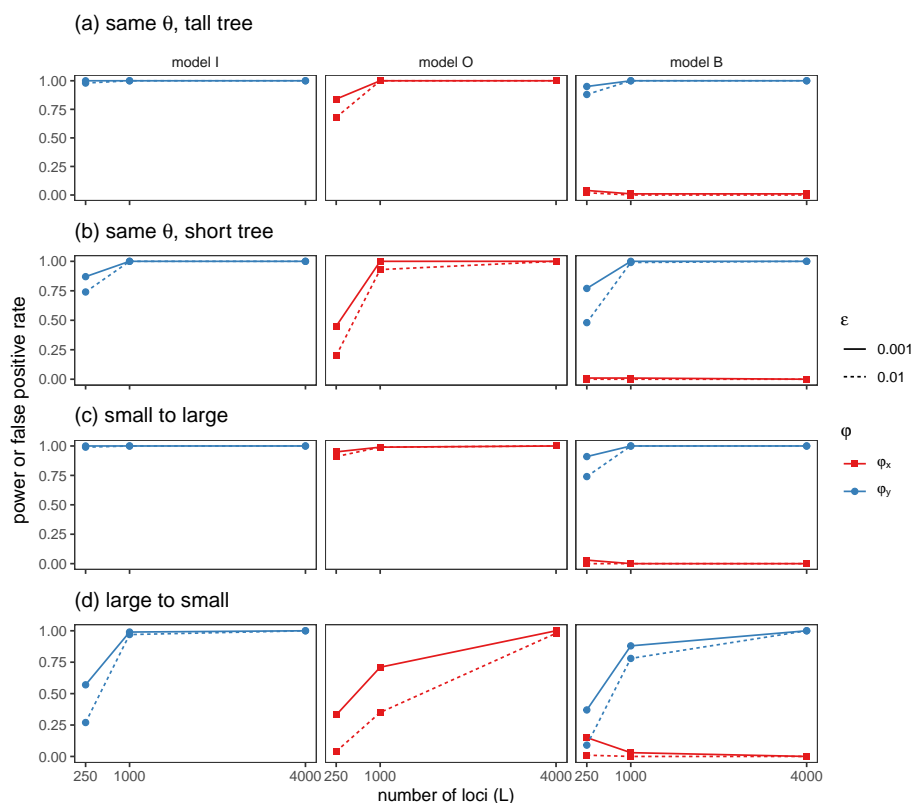 (a) same θ, tall tree
model I model O model B
1.00
0.75
0.50
0.25
0.00
(b) same θ, short tree
1.00
0.75
0.50
0.25
0.00
(c) small to large
1.00
0.75
0.50
0.25
0.00
(d) large to small
1.00
0.75
0.50
0.25
0.00
250 1000 4000 250 1000 4000 250 1000 4000
number of loci (L)
power or false positive rate
ε
0.001
0.01
φ
φx
φy